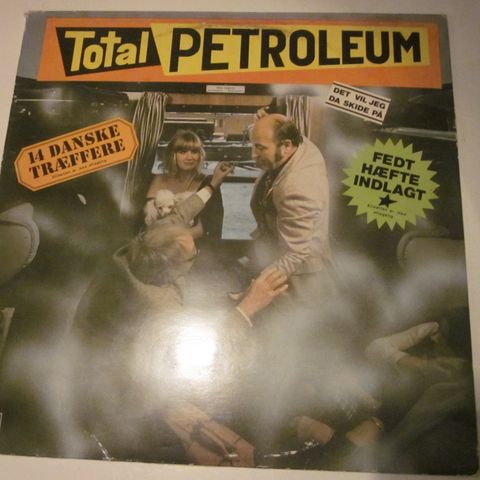 Total PETROLEUM
DET VIL JEG
DA SKIDE PÅ
14 DANSKE
TRÆFFERE
FEDT
HÆFTE
INDLAGT